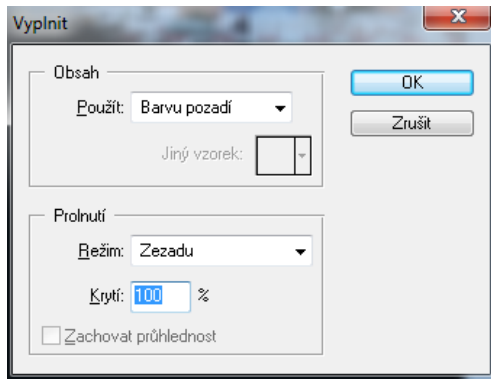 Vyplnit
Obsah
Použít: Barvu pozadí
Jiný vzorek:
OK
Zrušit
Prolnutí
Režim: Zezadu
Krytí: 100 %
Zachovat průhlednost